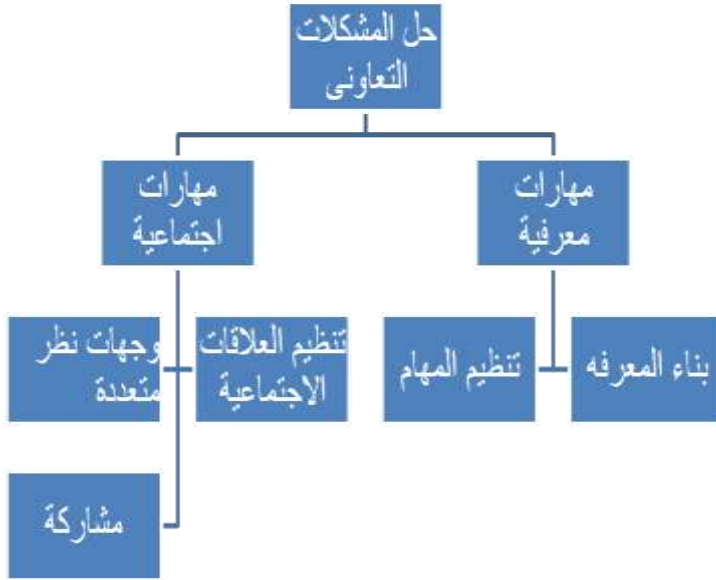 حل المشكلات
التعاونى
مهارات
معرفية
مهارات
اجتماعية
بناء المعرفه
تنظيم المهام
تنظيم العلاقات
الاجتماعية
وجهات نظر
متعددة
مشاركة